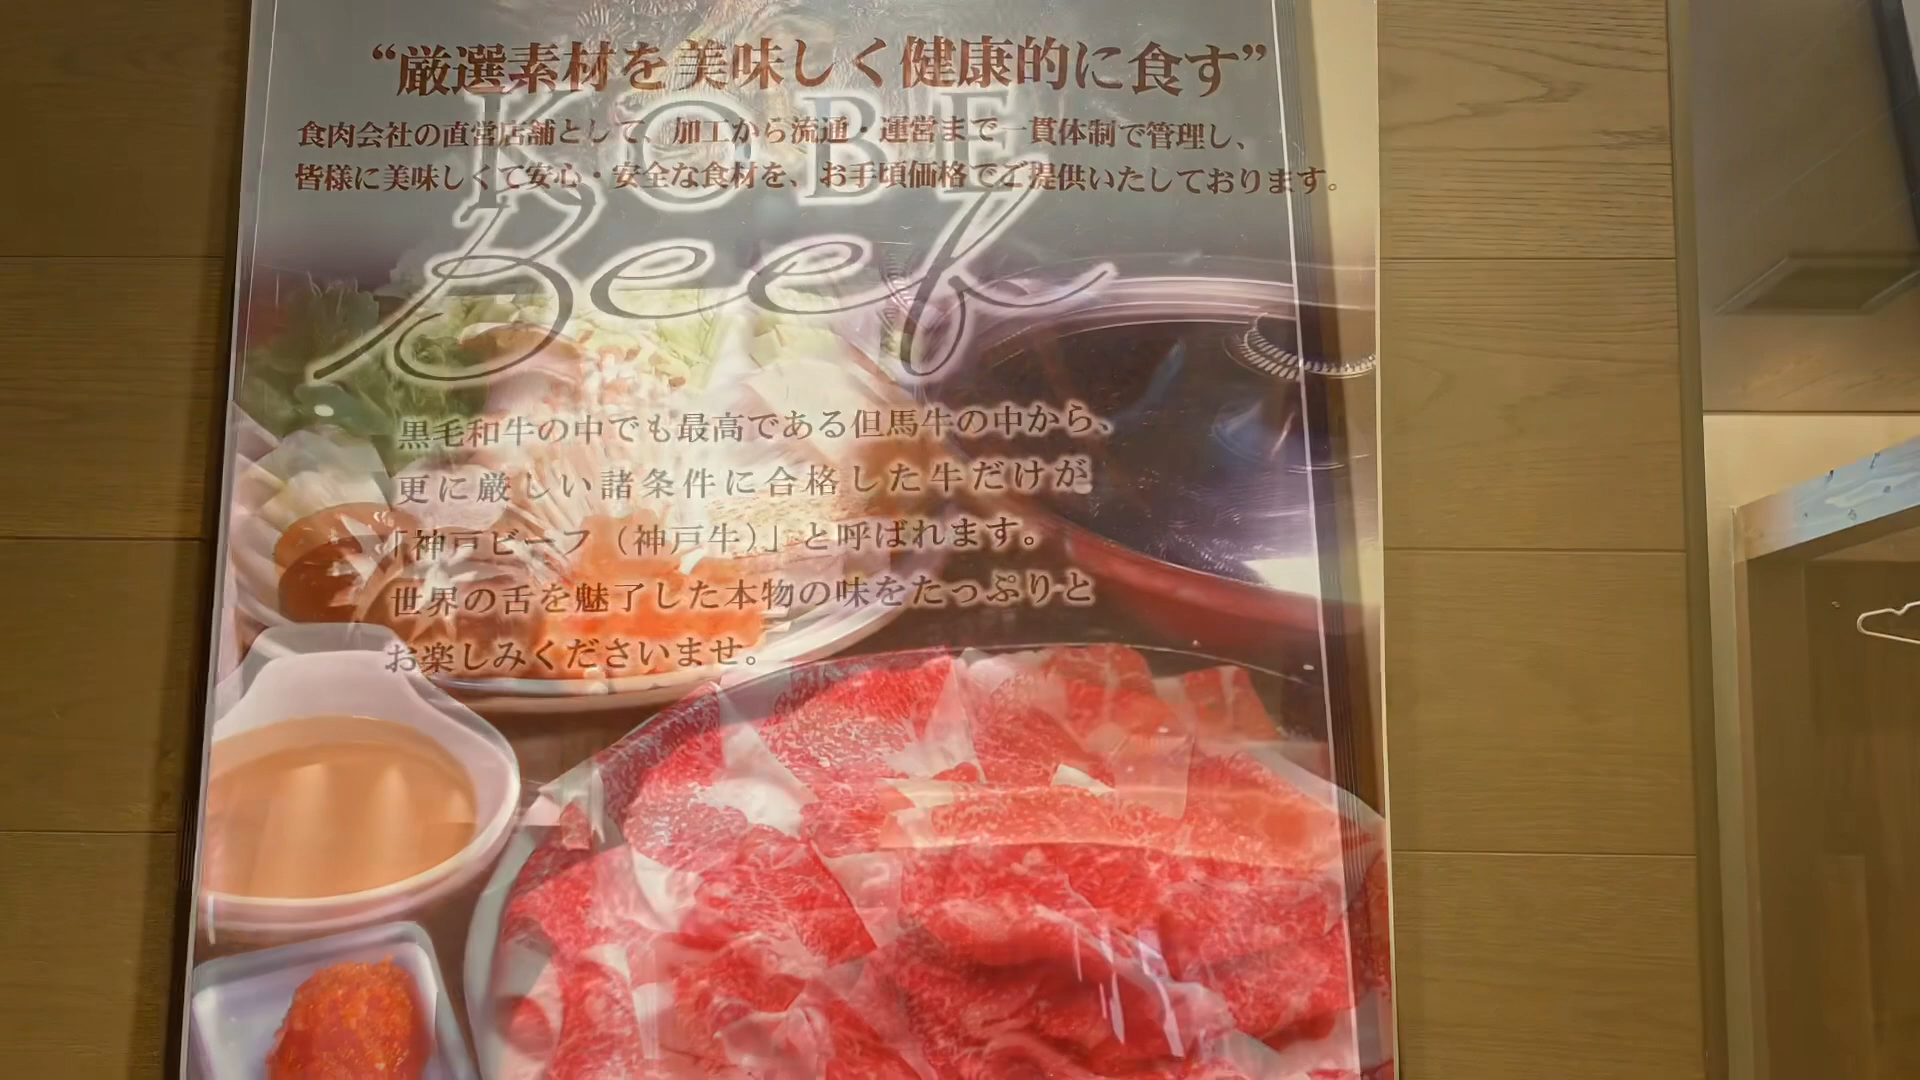 “厳選素材を美味しく健康的に食す”
食肉会社の直営店舗として、加工から流通・運営まで一貫体制で管理し、
皆様に美味しくて安心・安全な食材を、お手頃価格でご提供いたしております。
KOBE
Beef
黒毛和牛の中でも最高である但馬牛の中から、
更に厳しい諸条件に合格した牛だけが
「神戸ビーフ（神戸牛）」と呼ばれます。
世界の舌を魅了した本物の味をたっぷりと
お楽しみくださいませ。